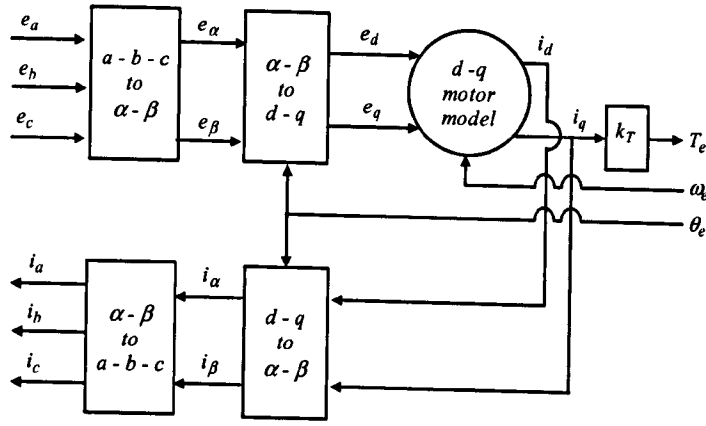 e_a
e_b
e_c
a - b - c
to
α - β
e_α
e_β
α - β
to
d - q
e_d
e_q
d - q
motor
model
i_d
i_q
k_T
T_e
ω_e
θ_e
i_a
i_b
i_c
α - β
to
a - b - c
i_α
i_β
d - q
to
α - β